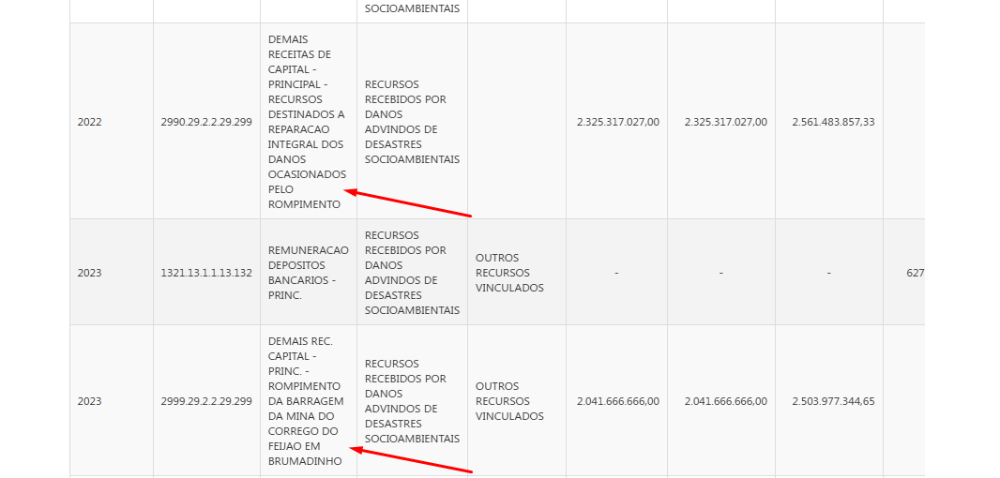 SOCIOAMBIENTAIS
2022
2990.29.2.2.29.299
DEMAIS
RECEITAS DE
CAPITAL -
PRINCIPAL -
RECURSOS
DESTINADOS A
REPARACAO
INTEGRAL DOS
DANOS
OCASIONADOS
PELO
ROMPIMENTO
RECURSOS
RECEBIDOS POR
DANOS
ADVINDOS DE
DESASTRES
SOCIOAMBIENTAIS
2.325.317.027,00
2.325.317.027,00
2.561.483.857,33
2023
1321.13.1.1.13.132
REMUNERACAO
DEPOSITOS
BANCARIOS -
PRINC.
RECURSOS
RECEBIDOS POR
DANOS
ADVINDOS DE
DESASTRES
SOCIOAMBIENTAIS
OUTROS
RECURSOS
VINCULADOS
-
-
-
627
2023
2999.29.2.2.29.299
DEMAIS REC.
CAPITAL -
PRINC. -
ROMPIMENTO
DA BARRAGEM
DA MINA DO
CORREGO DO
FEIJAO EM
BRUMADINHO
RECURSOS
RECEBIDOS POR
DANOS
ADVINDOS DE
DESASTRES
SOCIOAMBIENTAIS
OUTROS
RECURSOS
VINCULADOS
2.041.666.666,00
2.041.666.666,00
2.503.977.344,65